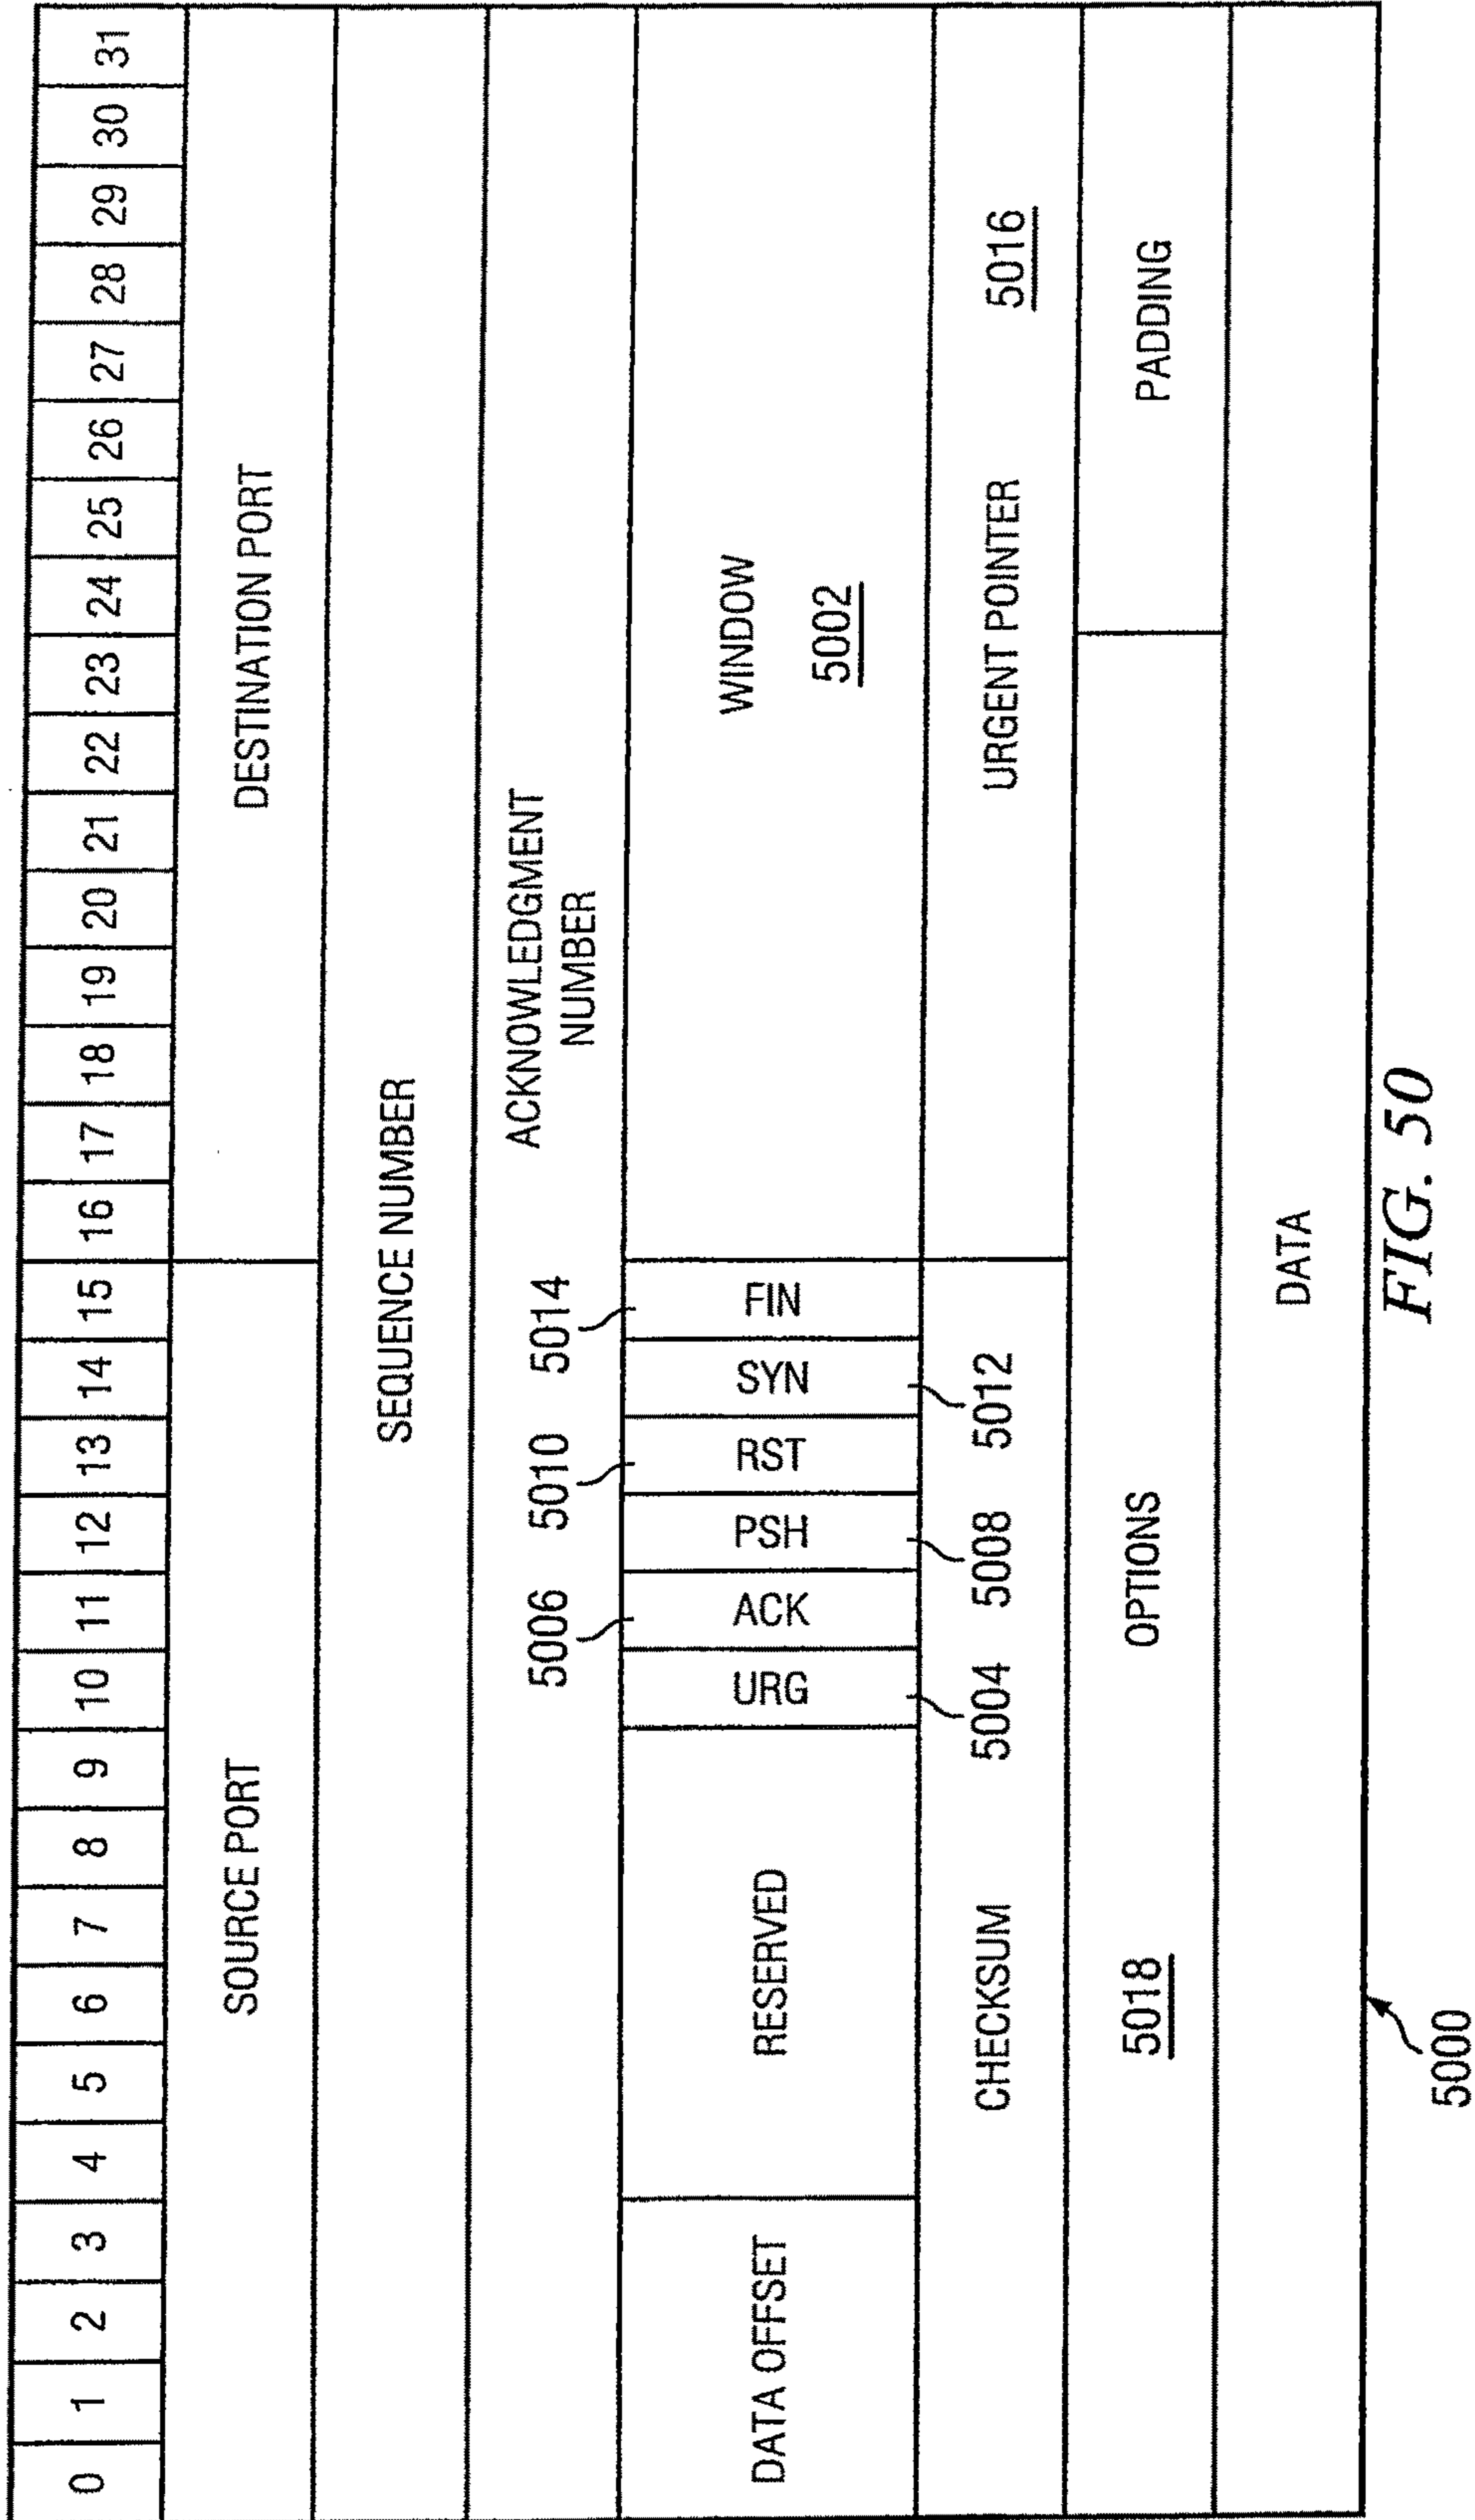 0 1 2 3 4 5 6 7 8 9 10 11 12 13 14 15 16 17 18 19 20 21 22 23 24 25 26 27 28 29 30 31
SOURCE PORT DESTINATION PORT
SEQUENCE NUMBER
ACKNOWLEDGMENT
NUMBER
5006 5010 5014
DATA OFFSET RESERVED URG ACK PSH RST SYN FIN WINDOW
5002
5004 5008 5012
CHECKSUM URGENT POINTER 5016
5018 OPTIONS PADDING
DATA
5000
FIG. 50